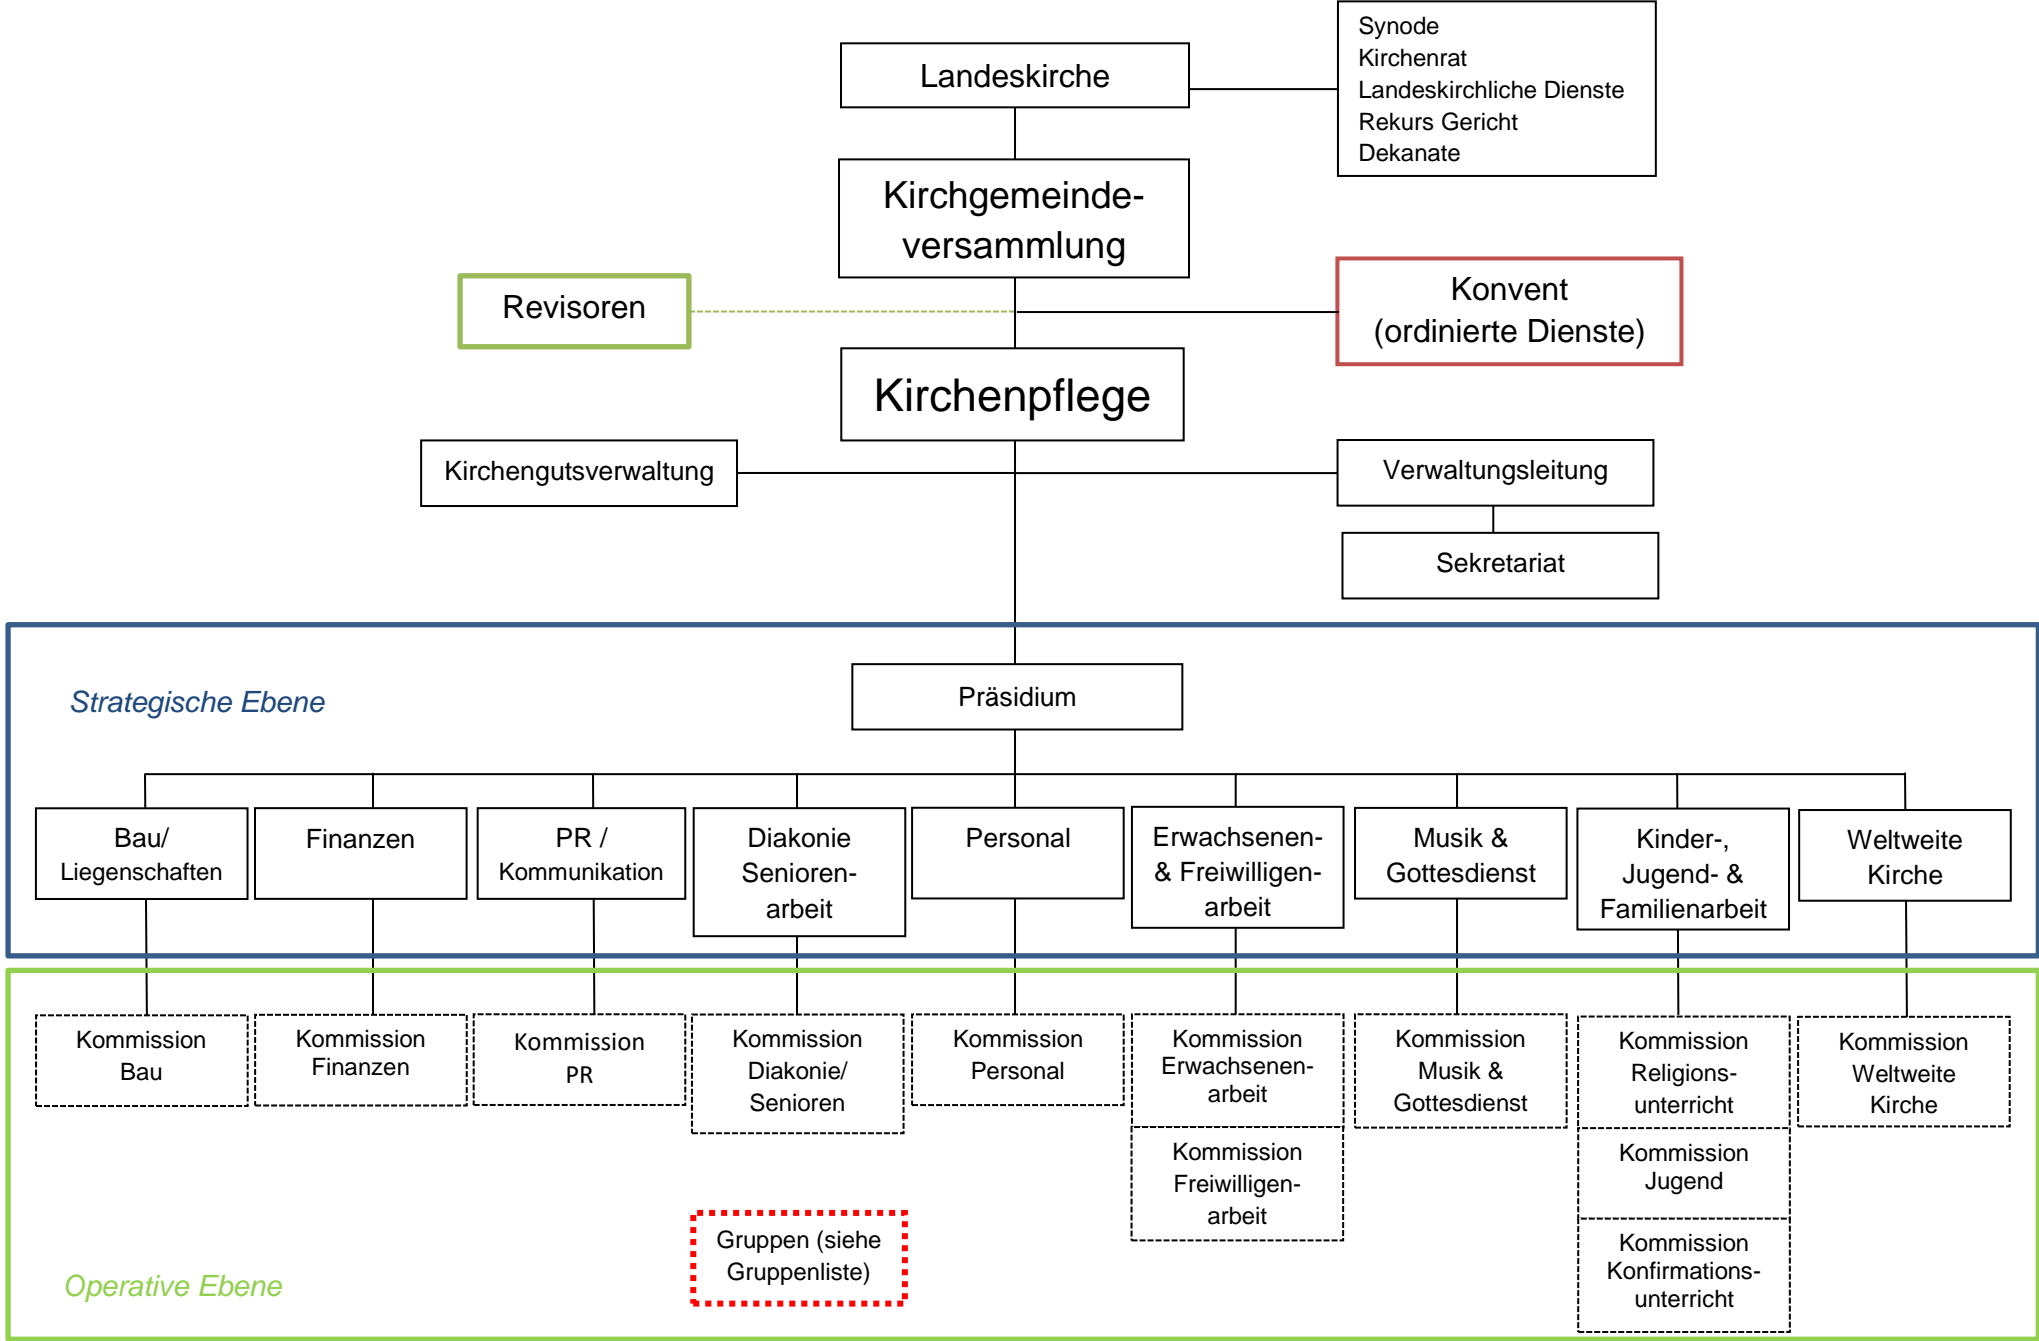 Synode
Kirchenrat
Landeskirchliche Dienste
Rekurs Gericht
Dekanate
Landeskirche
Kirchgemeinde-
versammlung
Revisoren
Konvent
(ordinierte Dienste)
Kirchenpflege
Kirchengutsverwaltung
Verwaltungsleitung
Sekretariat
Strategische Ebene
Präsidium
Bau/
Liegenschaften
Finanzen
PR /
Kommunikation
Diakonie
Senioren-
arbeit
Personal
Erwachsenen-
& Freiwilligen-
arbeit
Musik &
Gottesdienst
Kinder-,
Jugend- &
Familienarbeit
Weltweite
Kirche
Kommission
Bau
Kommission
Finanzen
Kommission
PR
Kommission
Diakonie/
Senioren
Kommission
Personal
Kommission
Erwachsenen-
arbeit
Kommission
Freiwilligen-
arbeit
Kommission
Musik &
Gottesdienst
Kommission
Religions-
unterricht
Kommission
Jugend
Kommission
Konfirmations-
unterricht
Kommission
Weltweite
Kirche
Gruppen (siehe
Gruppenliste)
Operative Ebene